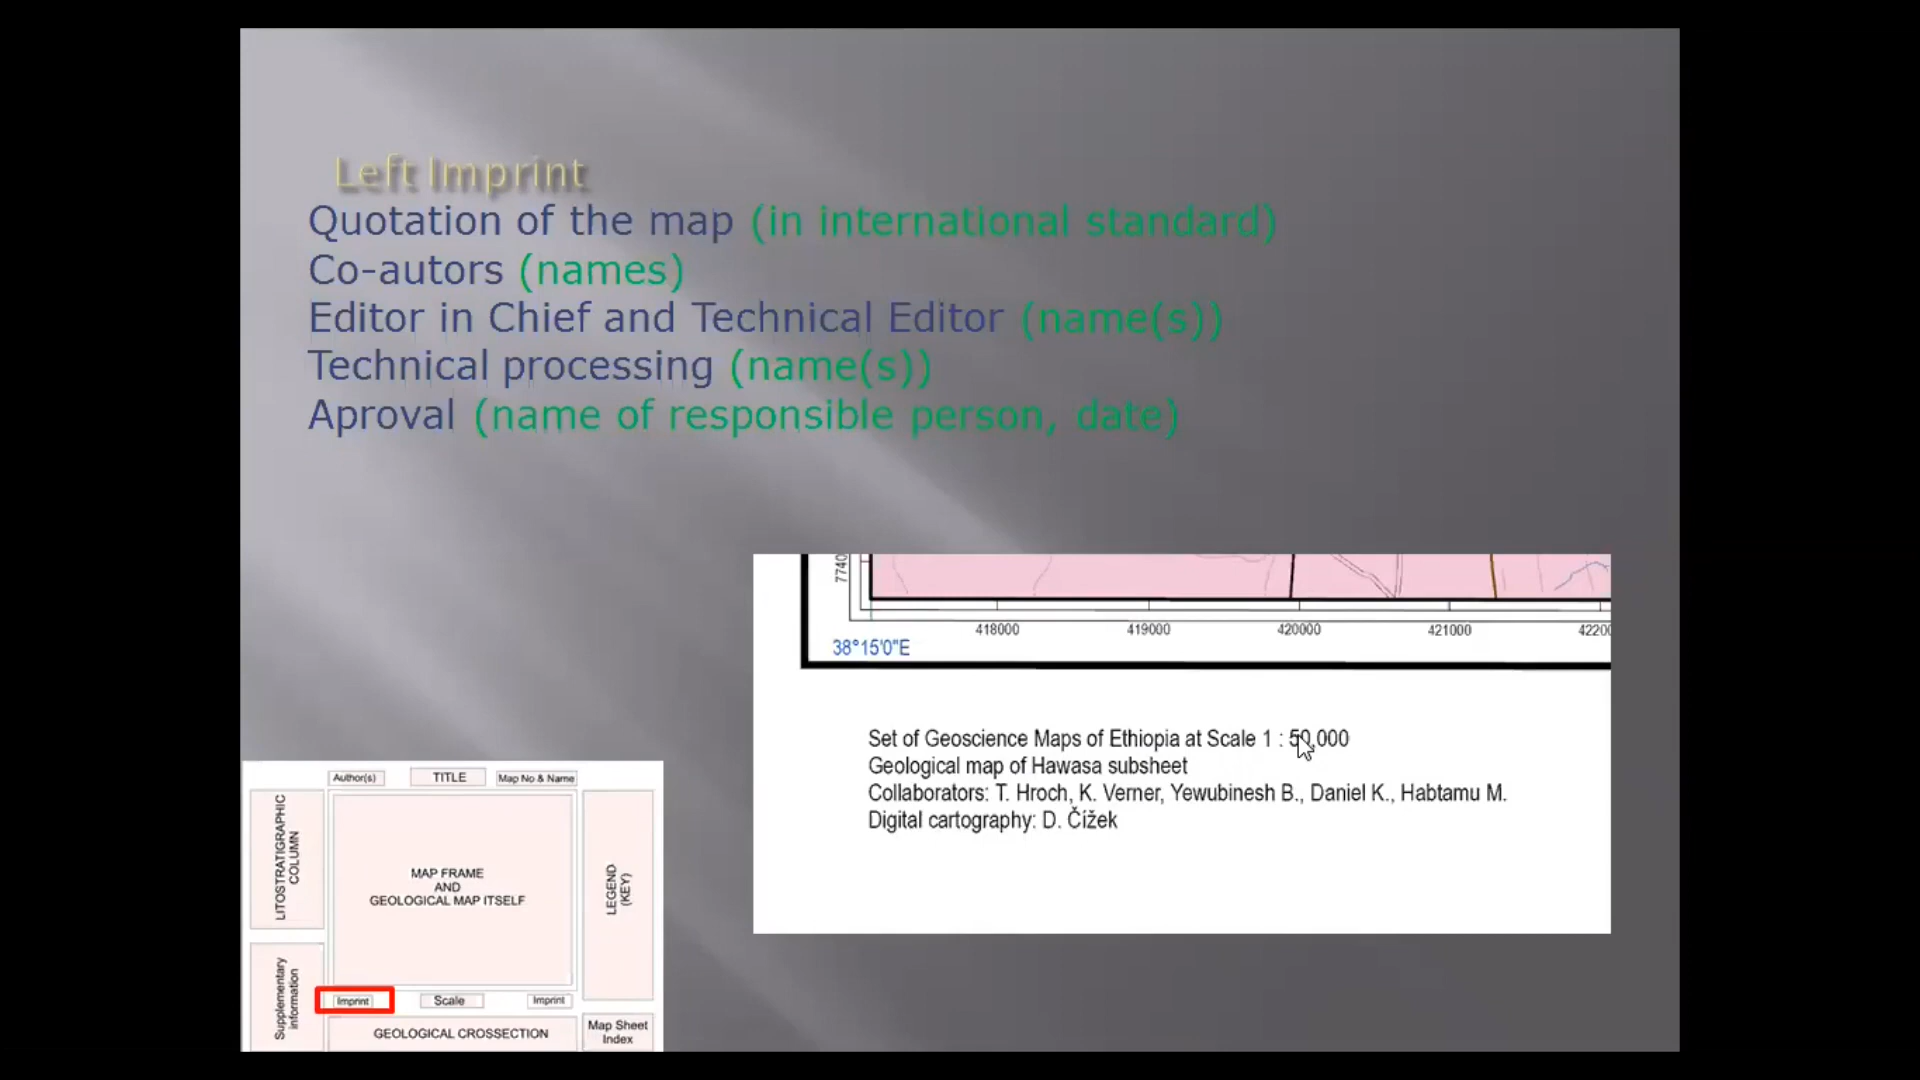 Left Imprint
Quotation of the map (in international standard)
Co-autors (names)
Editor in Chief and Technical Editor (name(s))
Technical processing (name(s))
Aproval (name of responsible person, date)
7740
418000 419000 420000 421000 42200
38°15'0"E
Set of Geoscience Maps of Ethiopia at Scale 1 : 50,000
Geological map of Hawasa subsheet
Collaborators: T. Hroch, K. Verner, Yewubinesh B., Daniel K., Habtamu M.
Digital cartography: D. Čížek
Author(s) TITLE Map No & Name
LITOSTRATIGRAPHIC
COLUMN
MAP FRAME
AND
GEOLOGICAL MAP ITSELF
LEGEND
(KEY)
Supplementary
information
Imprint Scale Imprint
GEOLOGICAL CROSSECTION
Map Sheet
Index